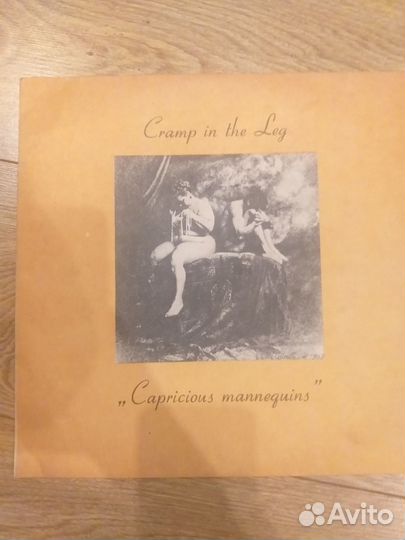 Cramp in the Leg
„Capricious mannequins”
Avito